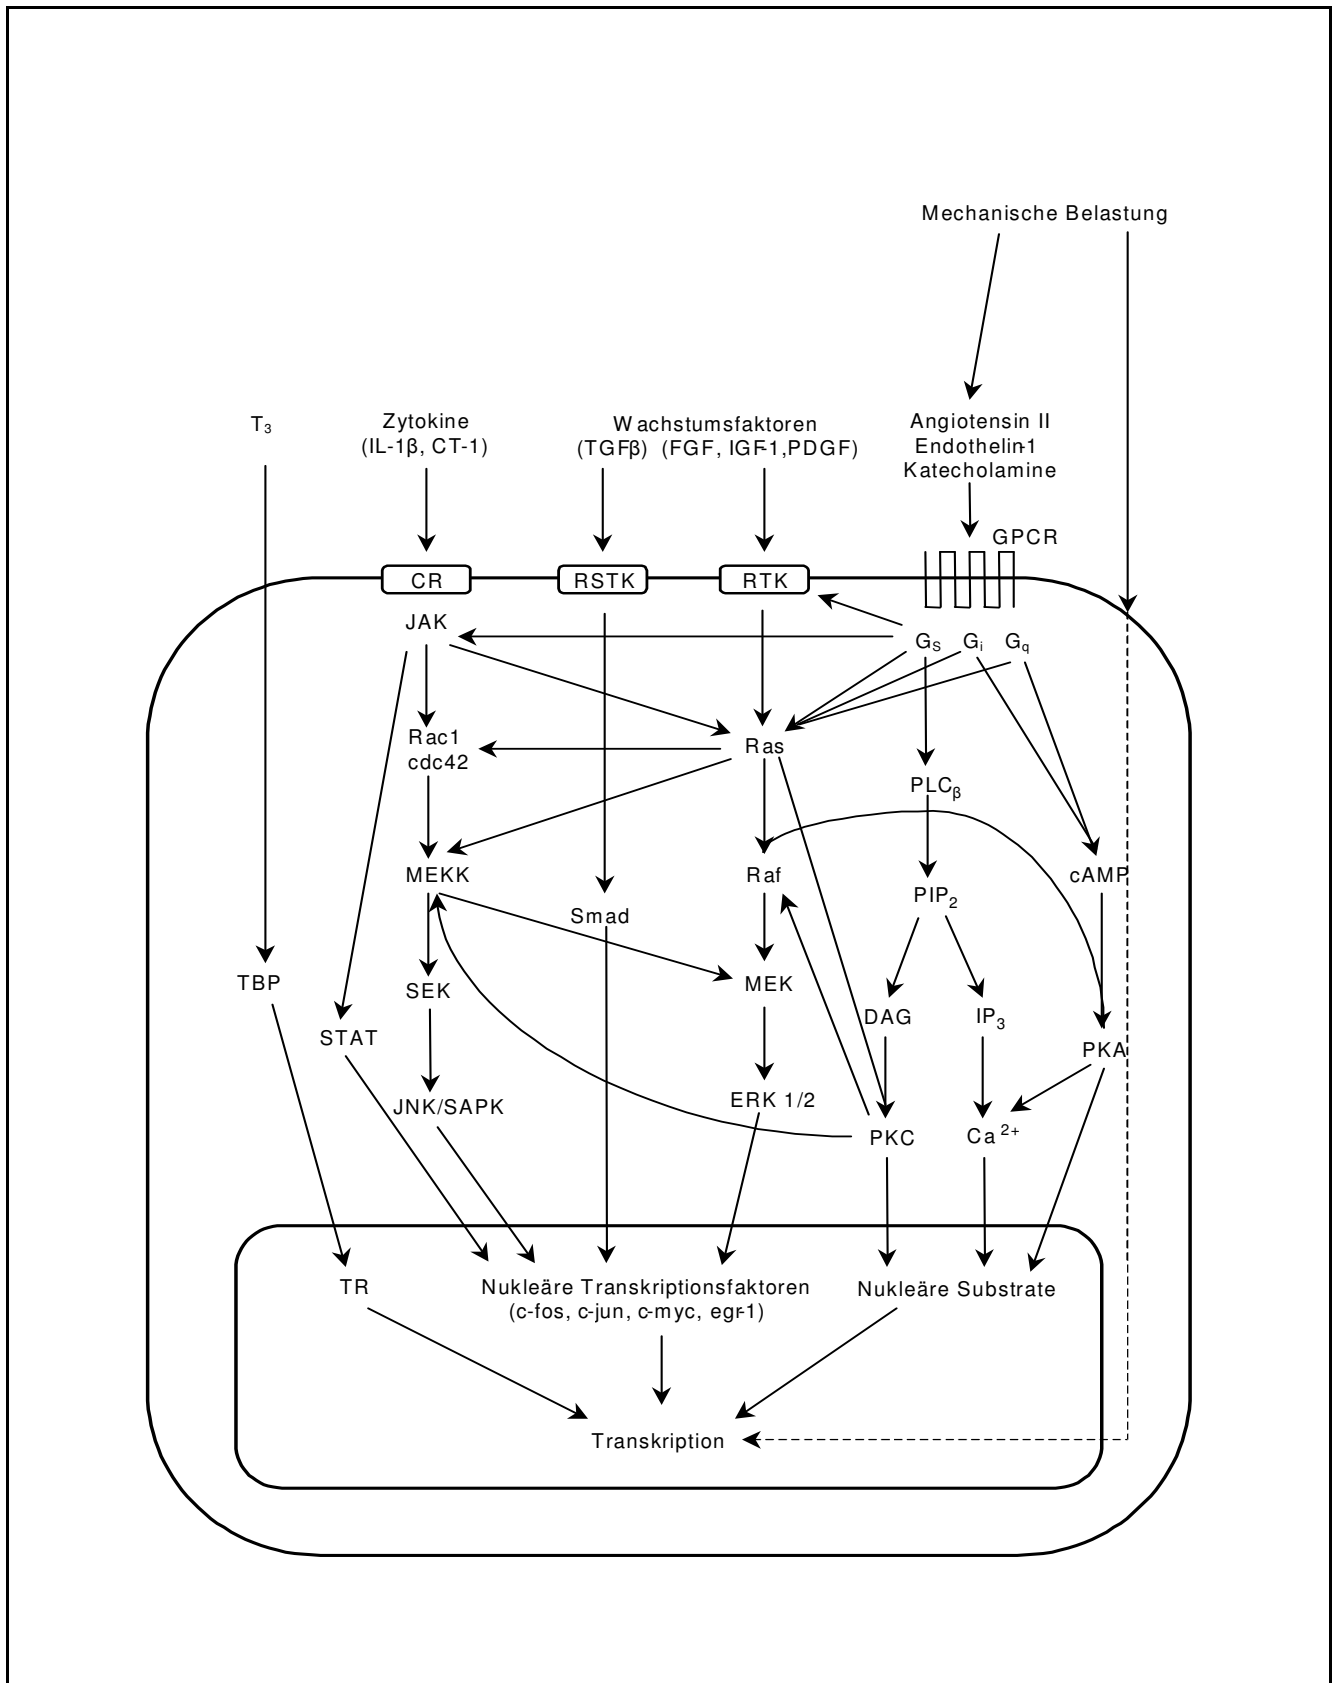 Mechanische Belastung
T₃
Zytokine
(IL-1β, CT-1)
Wachstumsfaktoren
(TGFβ) (FGF, IGF-1,PDGF)
Angiotensin II
Endothelin-1
Katecholamine
GPCR
CR
RSTK
RTK
JAK
GS Gi Gq
Rac1
cdc42
Ras
PLCβ
MEKK
Raf
cAMP
PIP₂
Smad
TBP
SEK
MEK
DAG
IP₃
STAT
PKA
JNK/SAPK
ERK 1/2
PKC
Ca²⁺
TR
Nukleäre Transkriptionsfaktoren
(c-fos, c-jun, c-myc, egr-1)
Nukleäre Substrate
Transkription